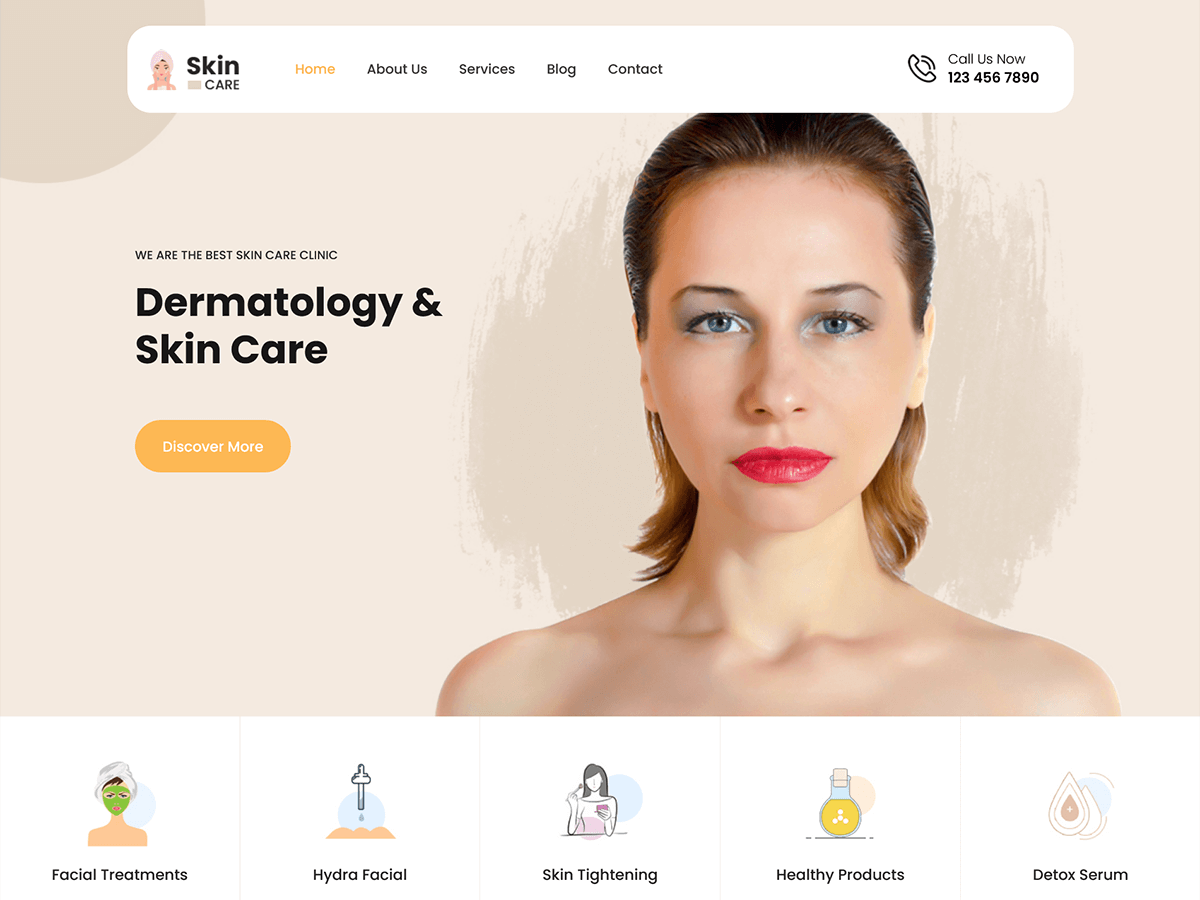 Skin
CARE
Home
About Us
Services
Blog
Contact
Call Us Now
123 456 7890
WE ARE THE BEST SKIN CARE CLINIC
Dermatology &
Skin Care
Discover More
Facial Treatments
Hydra Facial
Skin Tightening
Healthy Products
Detox Serum